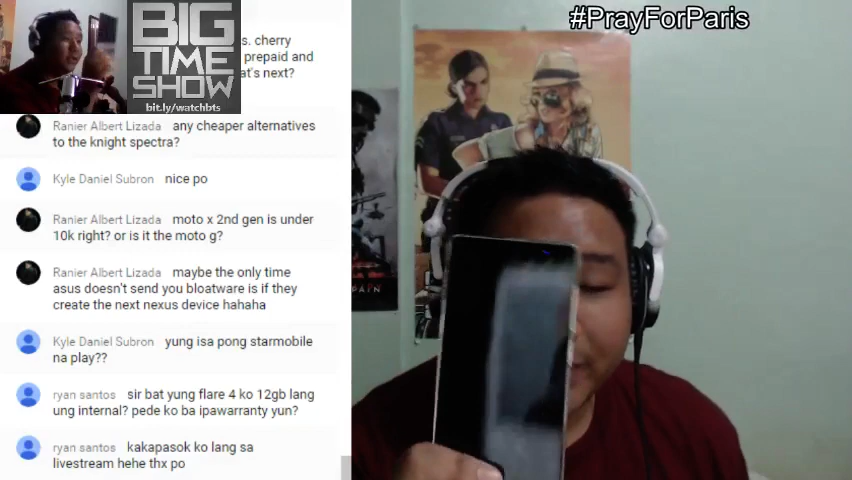 #PrayForParis
BIG
TIME
SHOW
bit.ly/watchbts
s. cherry
prepaid and
at's next?
Ranier Albert Lizada any cheaper alternatives
to the knight spectra?
Kyle Daniel Subron nice po
Ranier Albert Lizada moto x 2nd gen is under
10k right? or is it the moto g?
Ranier Albert Lizada maybe the only time
asus doesn't send you bloatware is if they
create the next nexus device hahaha
Kyle Daniel Subron yung isa pong starmobile
na play??
ryan santos sir bat yung flare 4 ko 12gb lang
ung internal? pede ko ba ipawarranty yun?
ryan santos kakapasok ko lang sa
livestream hehe thx po
PAIN